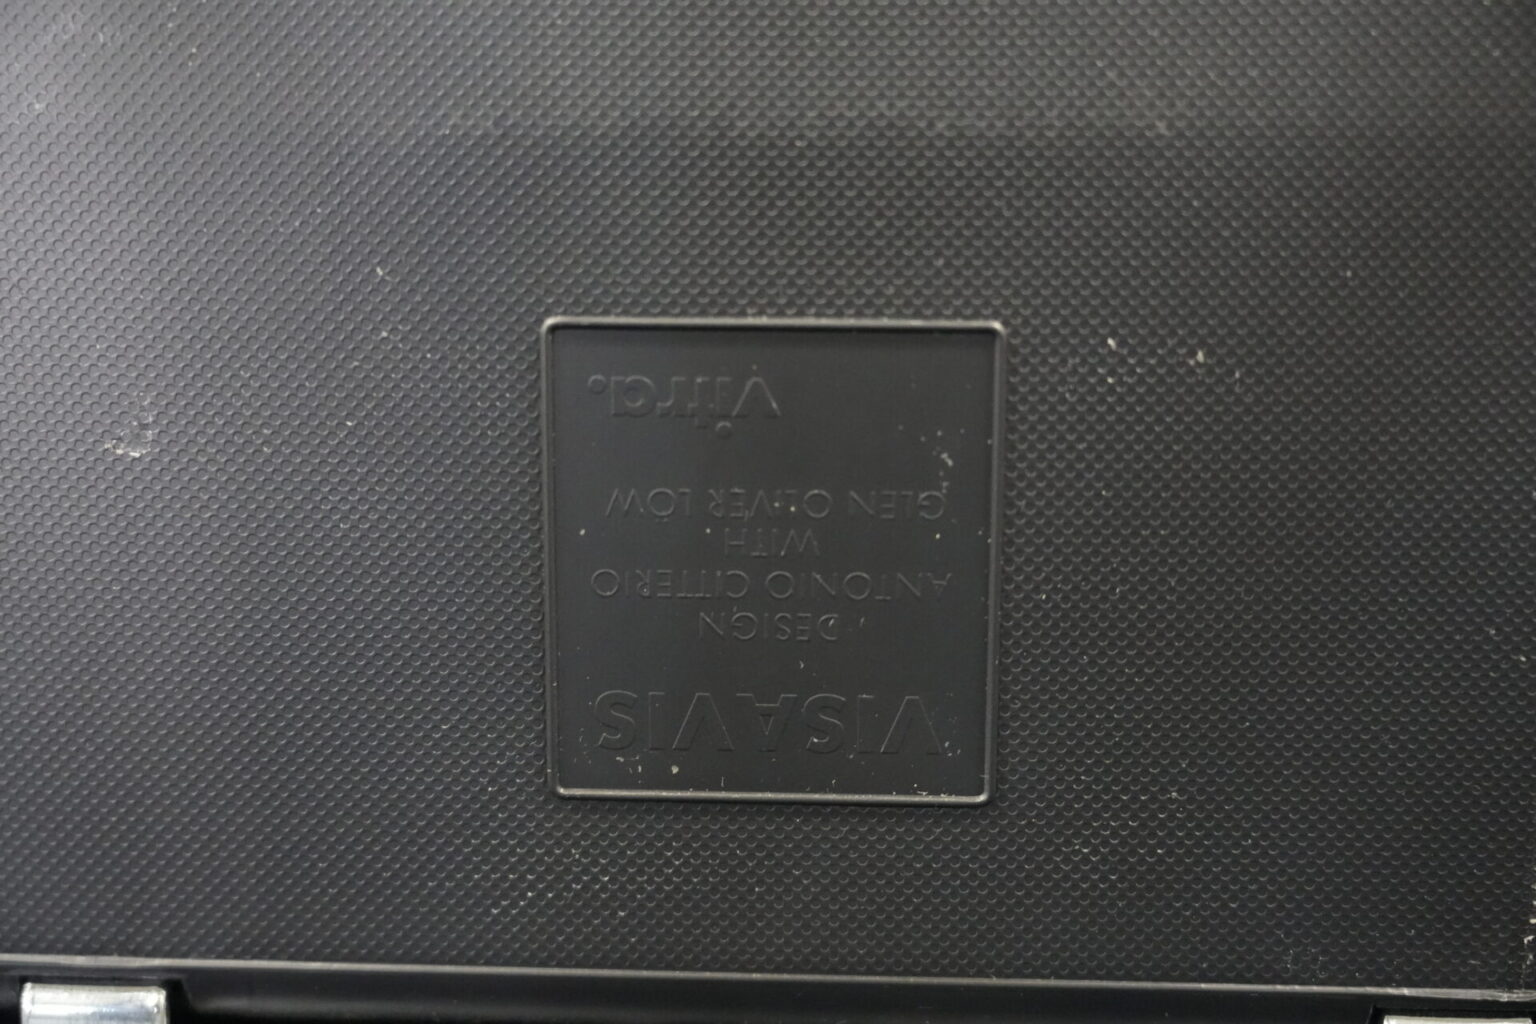 VISAVIS
DESIGN
ANTONIO CITTERIO
WITH
GLEN OLIVER LOW
vitra.